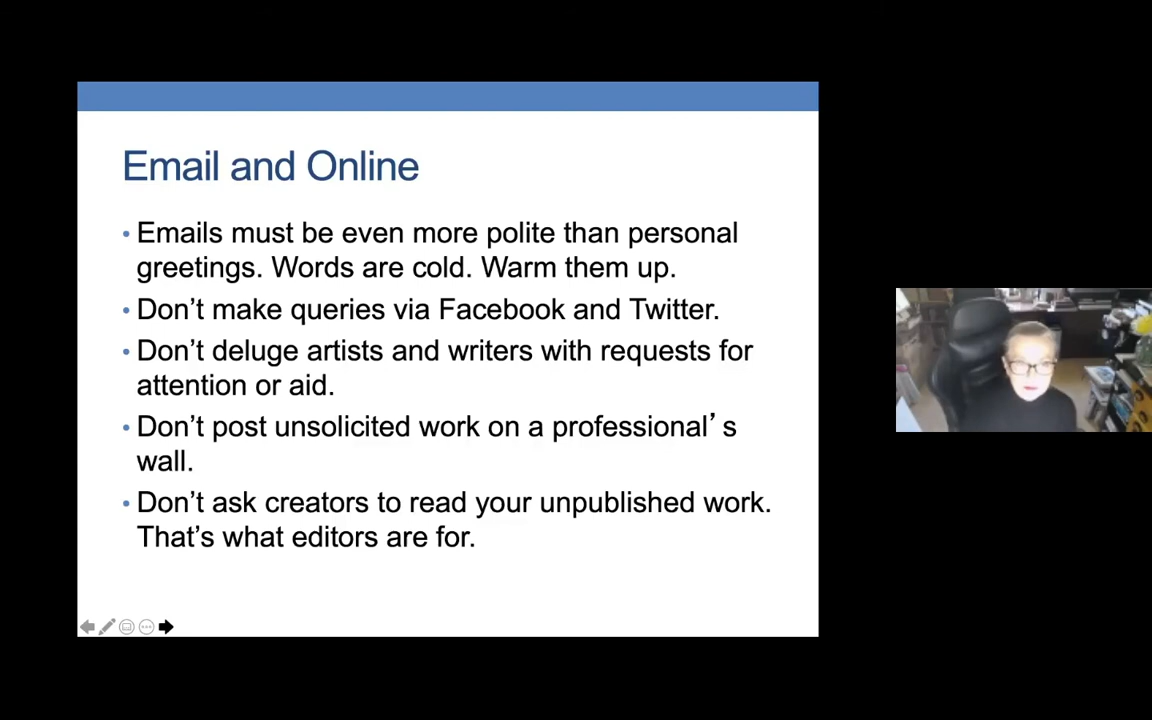 Email and Online
• Emails must be even more polite than personal
greetings. Words are cold. Warm them up.
• Don’t make queries via Facebook and Twitter.
• Don’t deluge artists and writers with requests for
attention or aid.
• Don’t post unsolicited work on a professional’s
wall.
• Don’t ask creators to read your unpublished work.
That’s what editors are for.